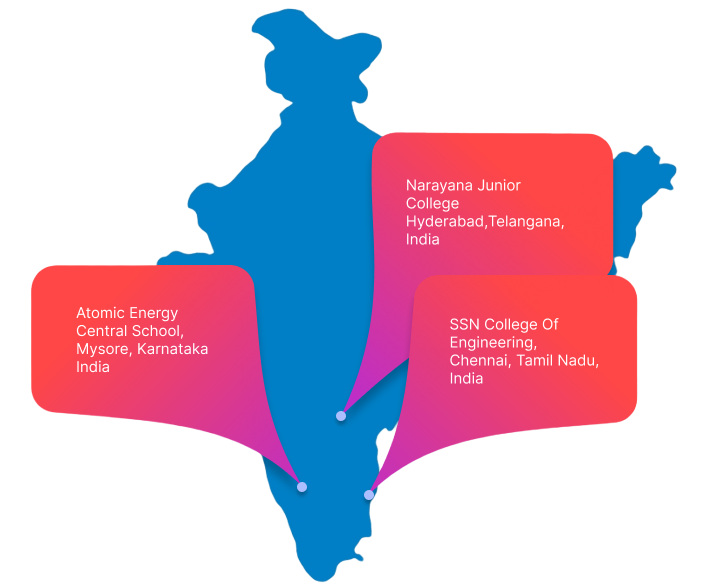 Narayana Junior
College
Hyderabad,Telangana,
India
Atomic Energy
Central School,
Mysore, Karnataka
India
SSN College Of
Engineering,
Chennai, Tamil Nadu,
India